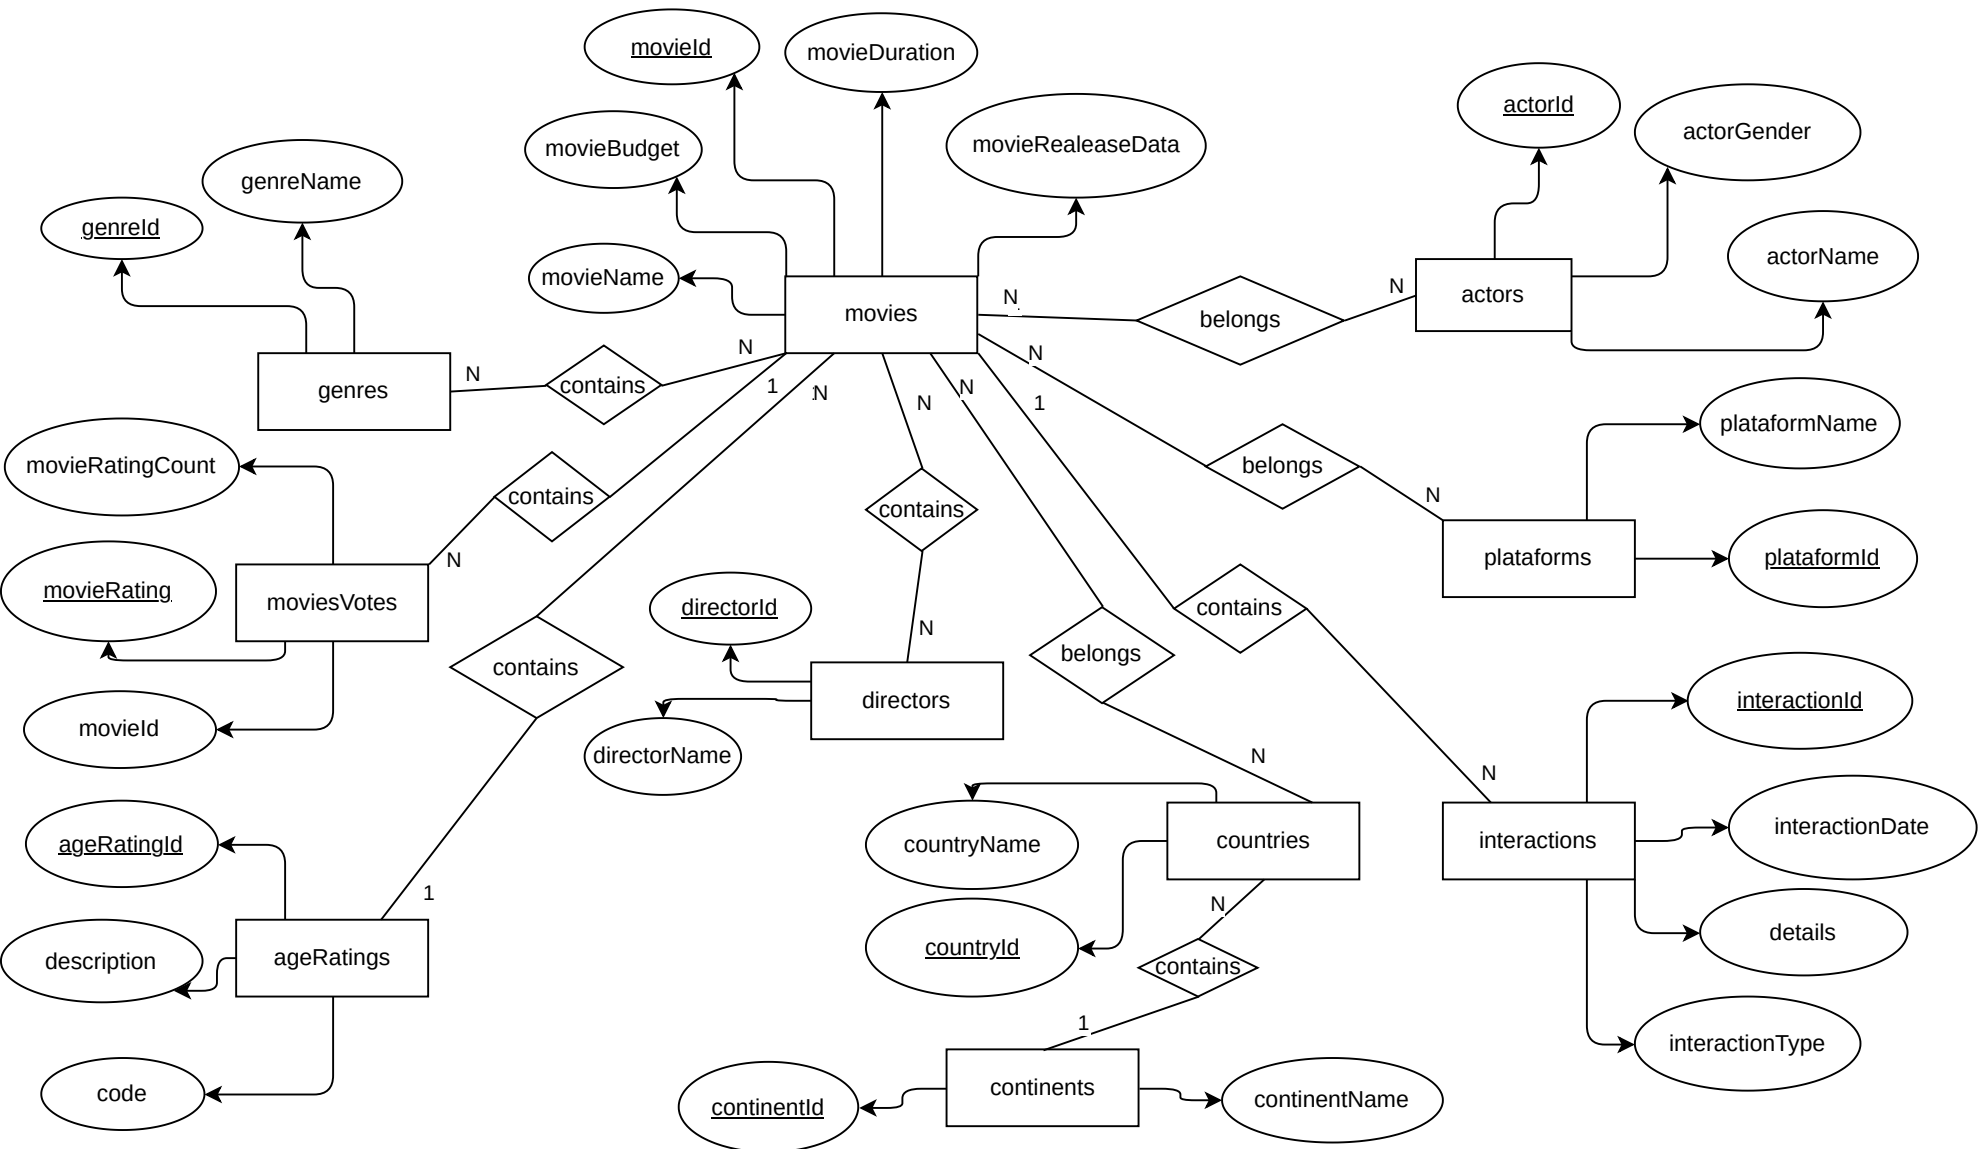 movieId
movieDuration
movieBudget
movieRealeaseData
actorId
actorGender
genreName
genreId
movieName
actorName
movies
N
belongs
N
actors
genres
N
contains
N
1
N
N
N
N
1
belongs
N
plataformName
plataforms
plataformId
movieRatingCount
contains
N
movieRating
moviesVotes
movieId
contains
contains
N
directorId
directors
directorName
belongs
N
contains
N
interactionId
interactionDate
interactions
details
interactionType
countryName
countries
countryId
N
contains
1
continentId
continents
continentName
ageRatingId
1
description
ageRatings
code